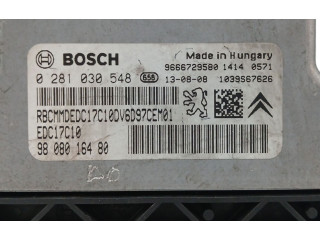 BOSCH
Made in Hungary
9666729580 1414 0571
0 281 030 548 650 13-08-08 1039S67626
RBCMMDEDC17C10DV6D97CEM01
EDC17C10
98 080 164 80